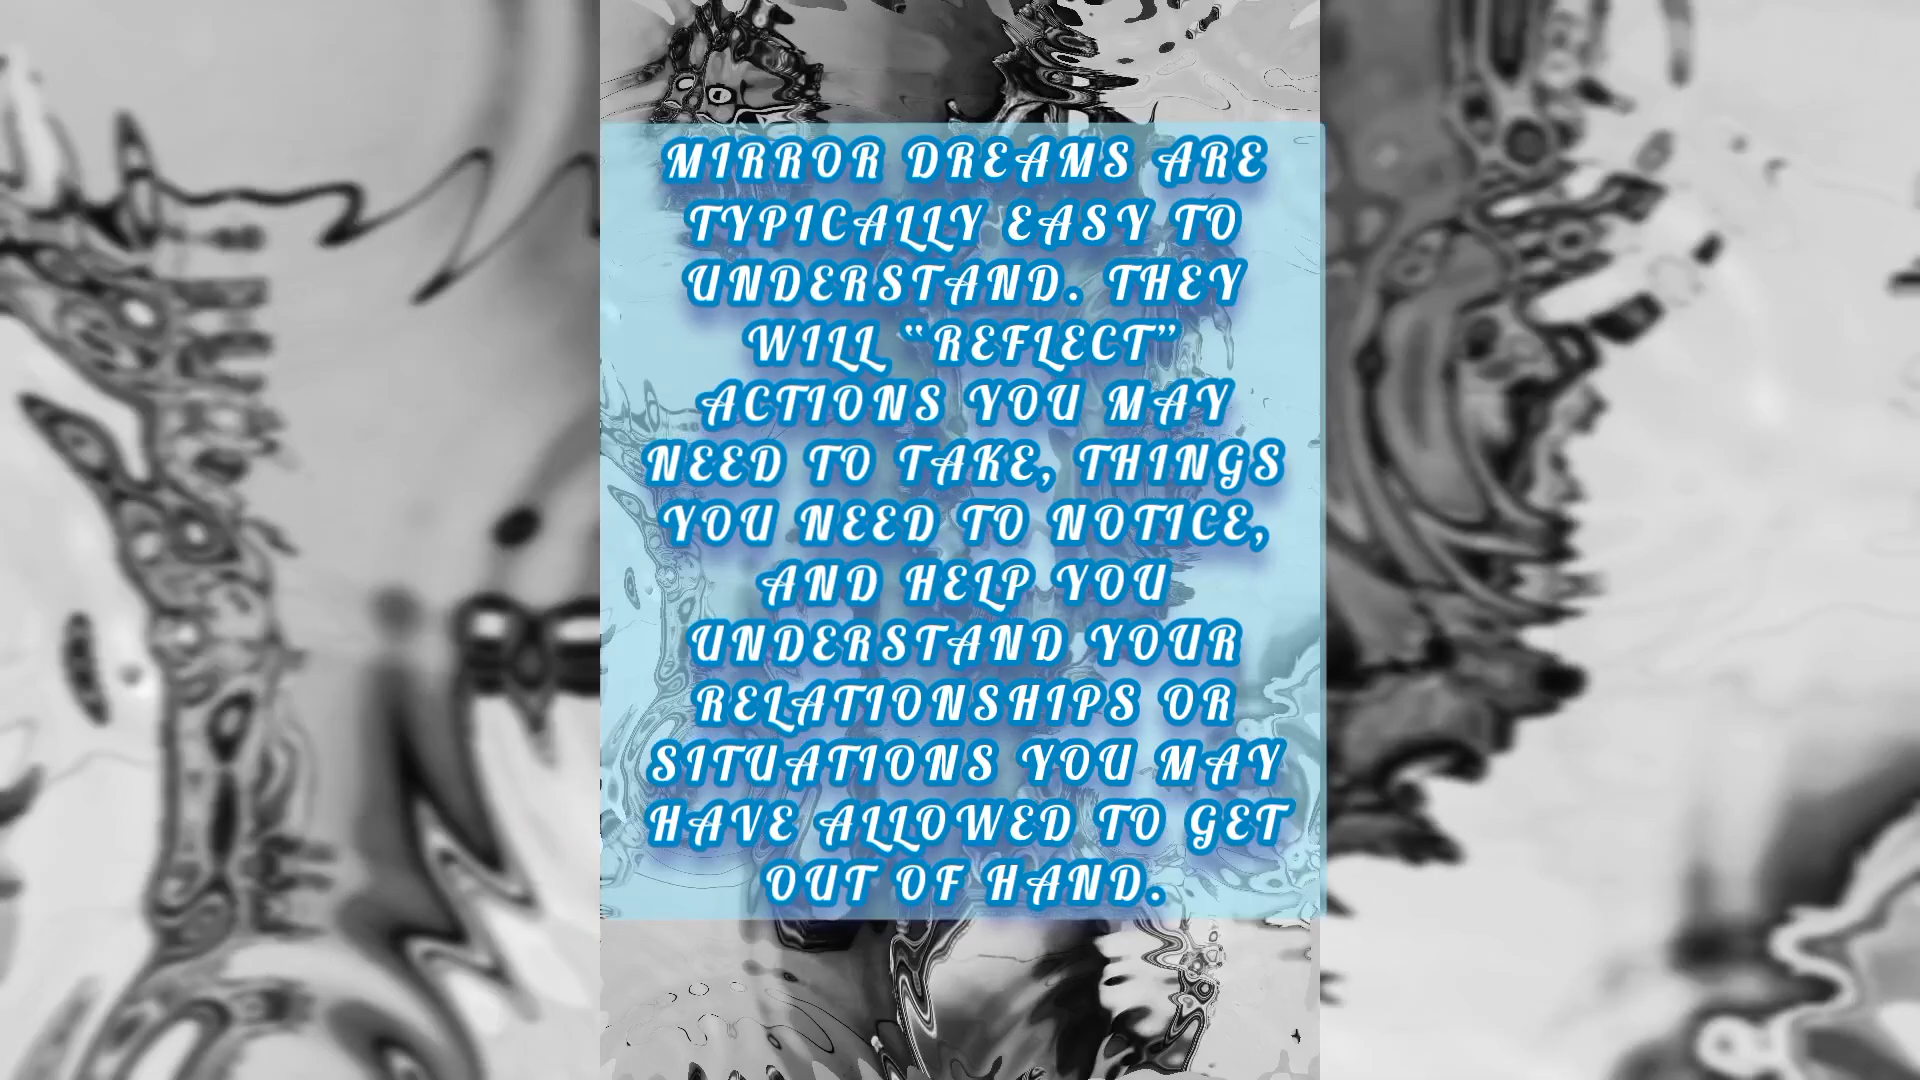 MIRROR DREAMS ARE
TYPICALLY EASY TO
UNDERSTAND. THEY
WILL “REFLECT”
ACTIONS YOU MAY
NEED TO TAKE, THINGS
YOU NEED TO NOTICE,
AND HELP YOU
UNDERSTAND YOUR
RELATIONSHIPS OR
SITUATIONS YOU MAY
HAVE ALLOWED TO GET
OUT OF HAND.